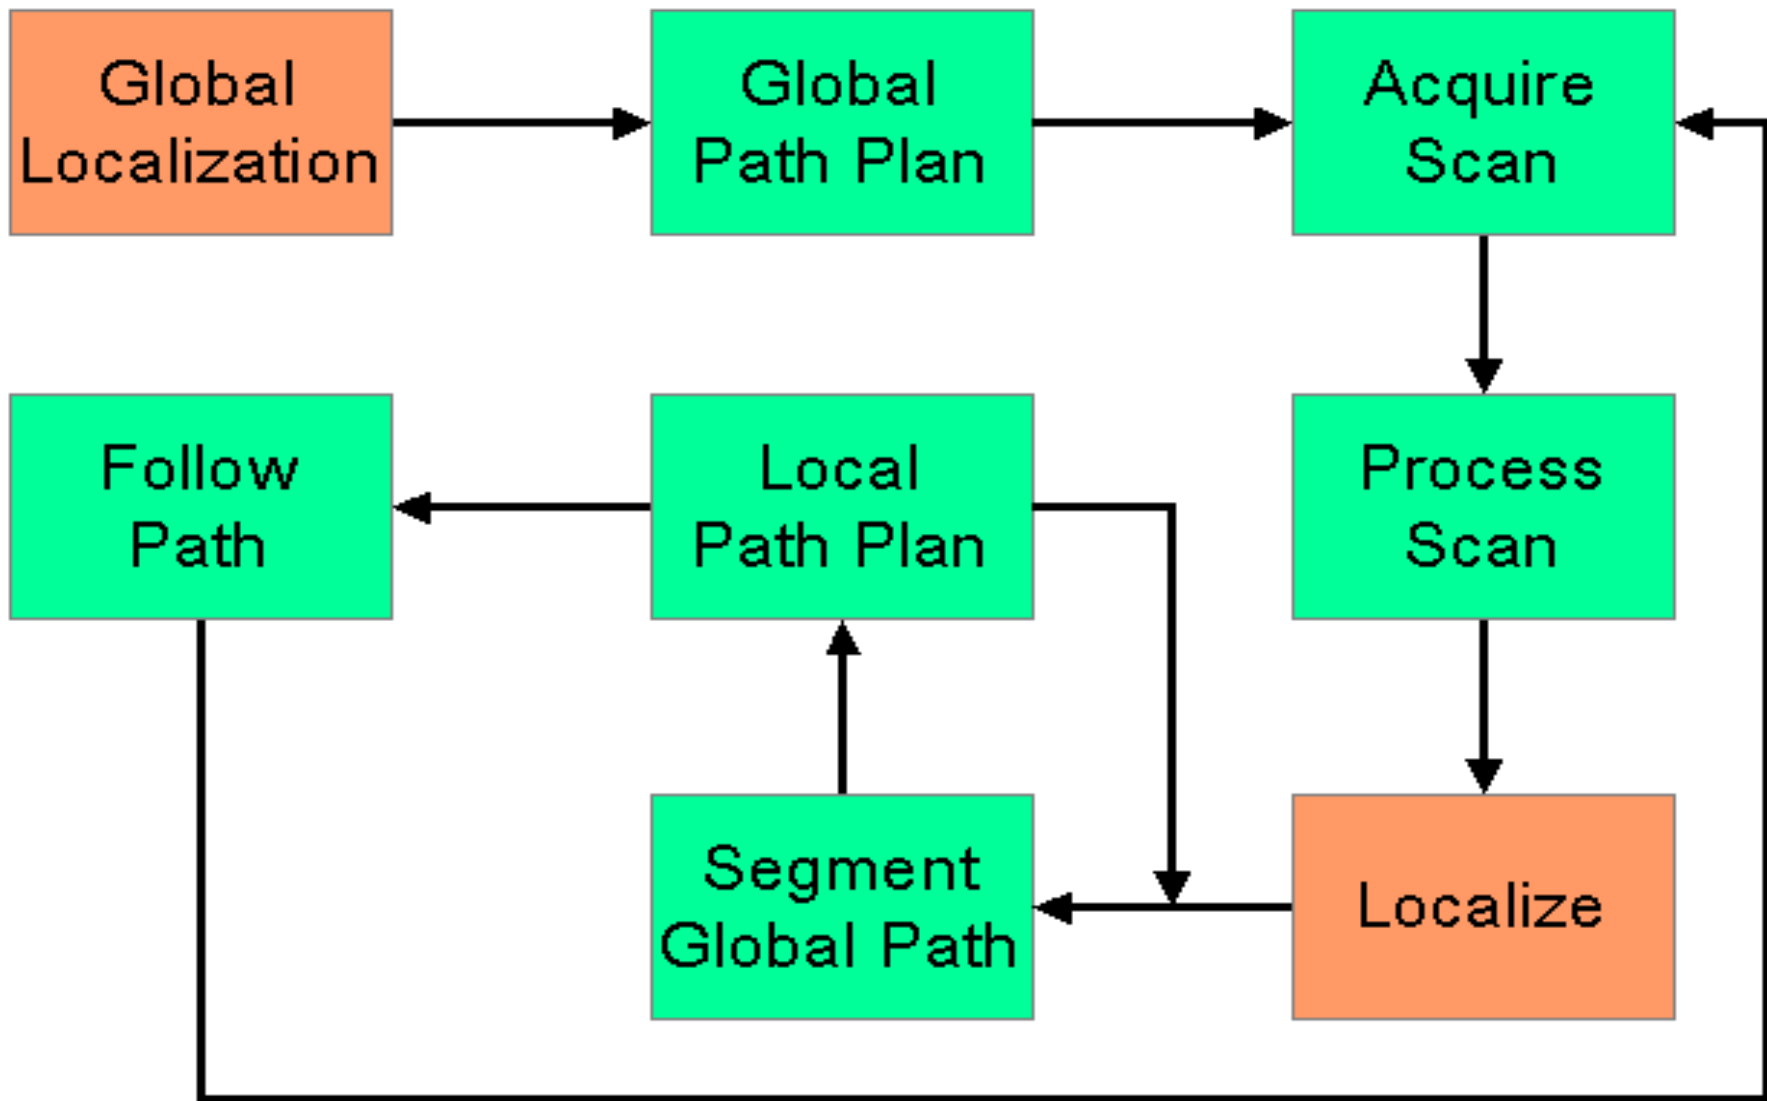 Global
Localization
Global
Path Plan
Acquire
Scan
Follow
Path
Local
Path Plan
Process
Scan
Segment
Global Path
Localize